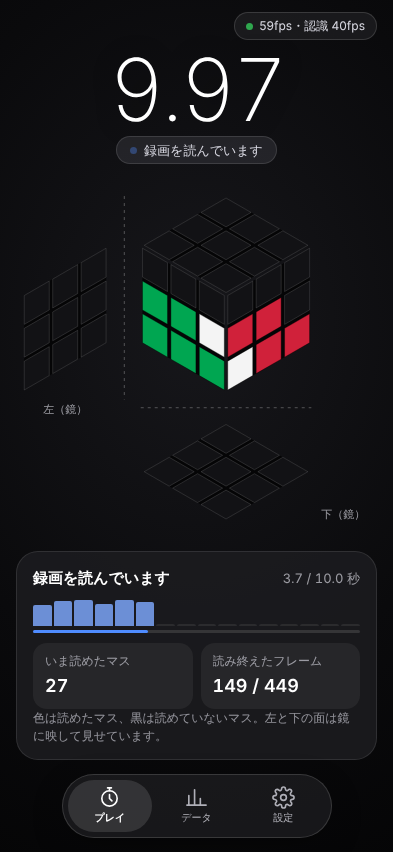 59fps・認識 40fps
9.97
録画を読んでいます
左（鏡）
下（鏡）
録画を読んでいます
3.7 / 10.0 秒
いま読めたマス
27
読み終えたフレーム
149 / 449
色は読めたマス、黒は読めていないマス。左と下の面は鏡
に映して見せています。
プレイ
データ
設定